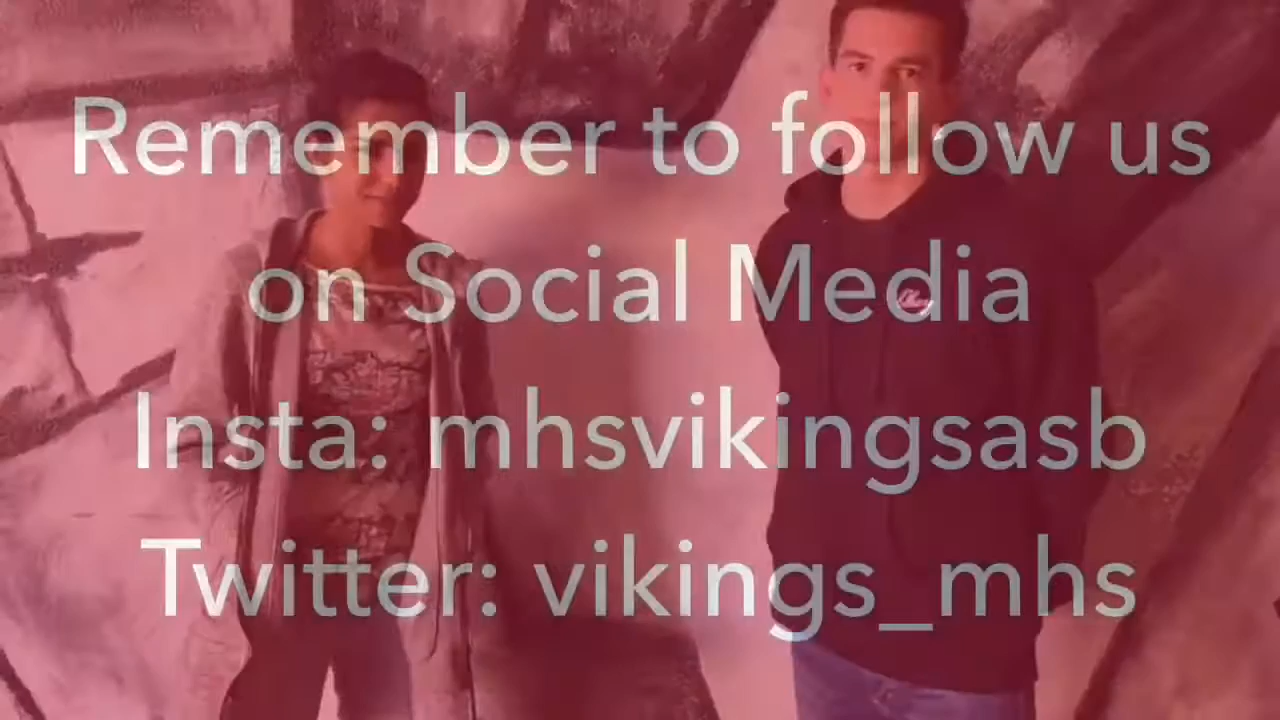 Remember to follow us
on Social Media
Insta: mhsvikingsasb
Twitter: vikings_mhs